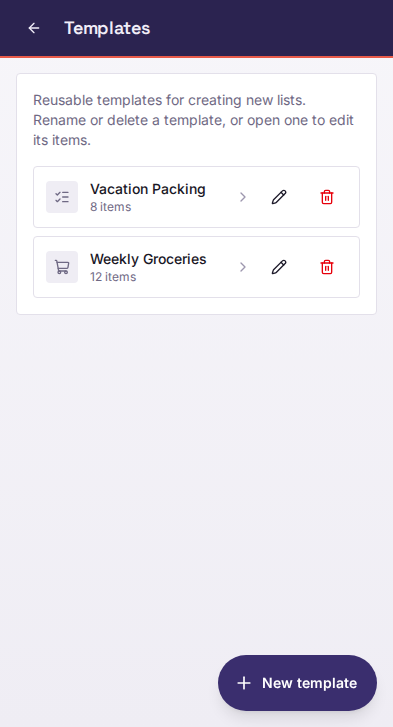 Templates
Reusable templates for creating new lists.
Rename or delete a template, or open one to edit
its items.
Vacation Packing
8 items
Weekly Groceries
12 items
New template